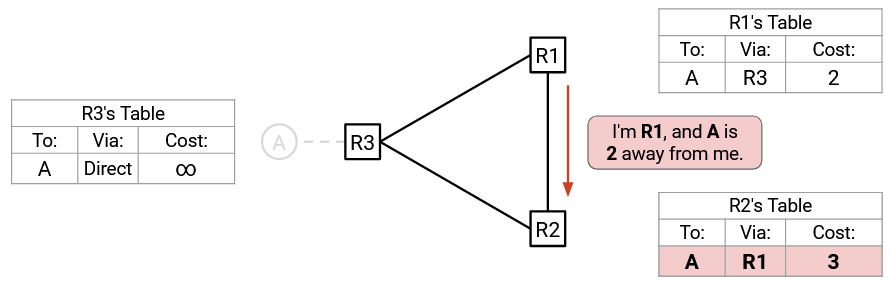 R1's Table
To: Via: Cost:
A R3 2
R3's Table
To: Via: Cost:
A Direct ∞
A
R3
R1
R2
I'm R1, and A is
2 away from me.
R2's Table
To: Via: Cost:
A R1 3